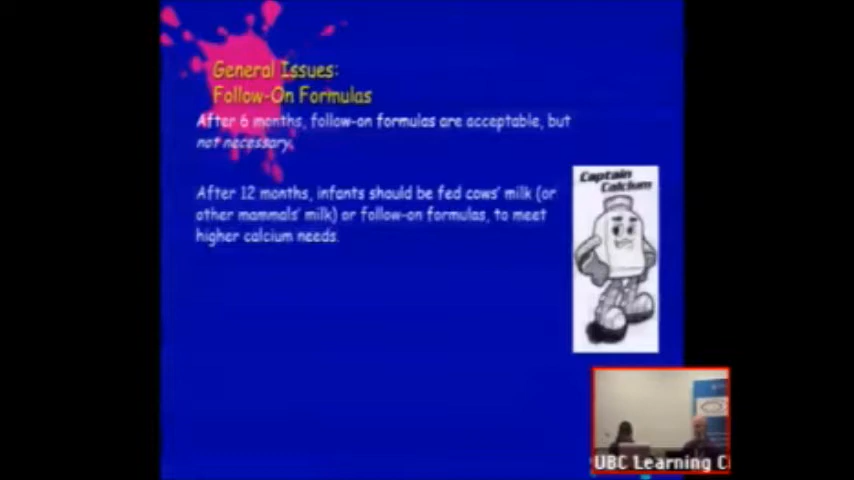 General Issues:
Follow-On Formulas
After 6 months, follow-on formulas are acceptable, but
not necessary.
After 12 months, infants should be fed cows' milk (or
other mammals' milk) or follow-on formulas, to meet
higher calcium needs.
Captain
Calcium
UBC Learning C